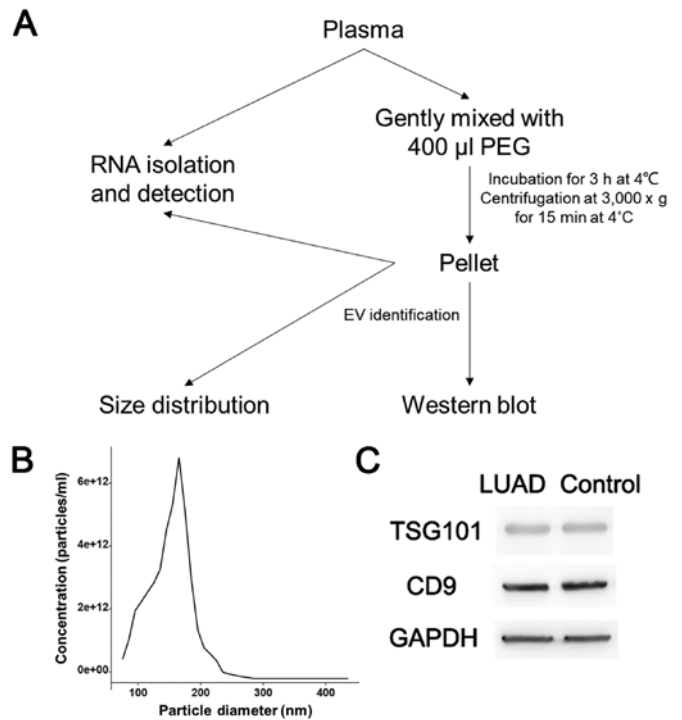 A
Plasma
Gently mixed with
400 µl PEG
RNA isolation
and detection
Incubation for 3 h at 4℃
Centrifugation at 3,000 x g
for 15 min at 4˚C
Pellet
EV identification
Size distribution
Western blot
B
Concentration (particles/ml)
6e+12
4e+12
2e+12
0e+00
100 200 300 400
Particle diameter (nm)
C
LUAD Control
TSG101
CD9
GAPDH